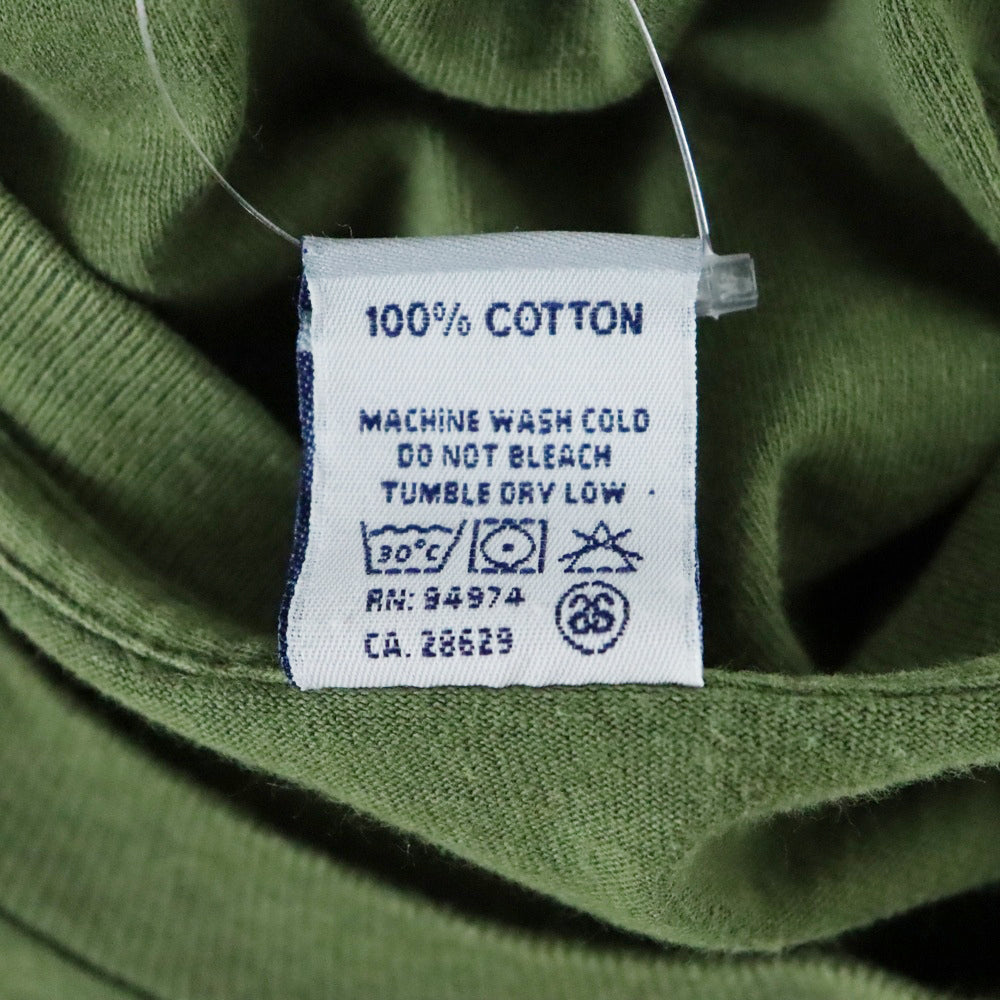 100% COTTON
MACHINE WASH COLD
DO NOT BLEACH
TUMBLE DRY LOW
30°C
RN: 94974
CA. 28629